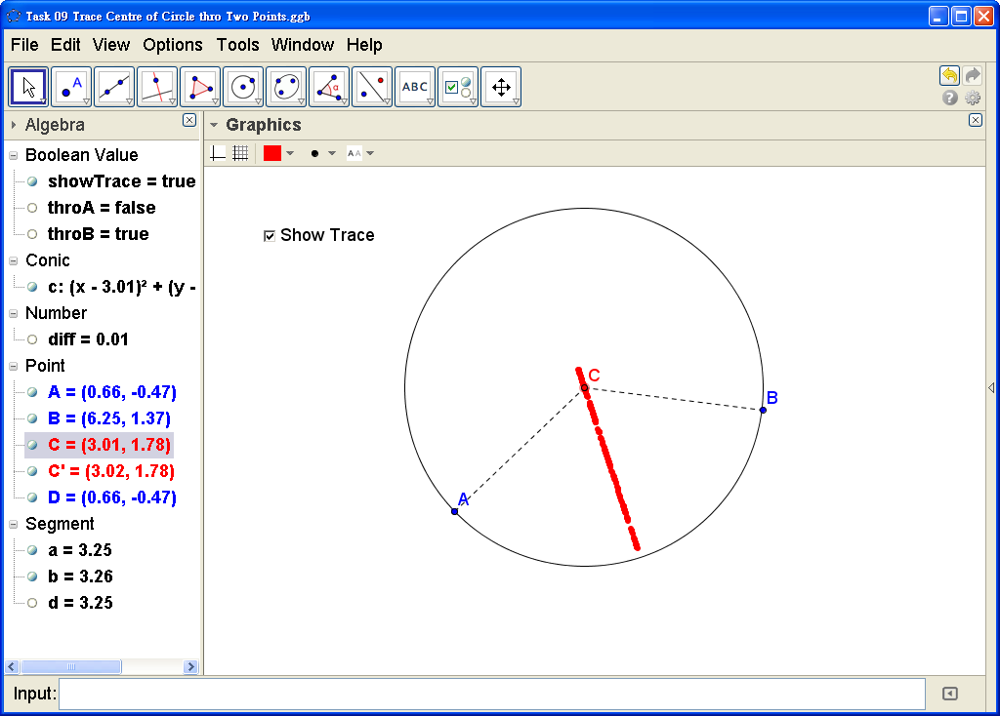 Task 09 Trace Centre of Circle thro Two Points.ggb
File Edit View Options Tools Window Help
A
α
ABC
?
Algebra
Graphics
A A
Boolean Value
showTrace = true
throA = false
throB = true
Conic
c: (x - 3.01)² + (y -
Number
diff = 0.01
Point
A = (0.66, -0.47)
B = (6.25, 1.37)
C = (3.01, 1.78)
C' = (3.02, 1.78)
D = (0.66, -0.47)
Segment
a = 3.25
b = 3.26
d = 3.25
Show Trace
C
B
A
Input: